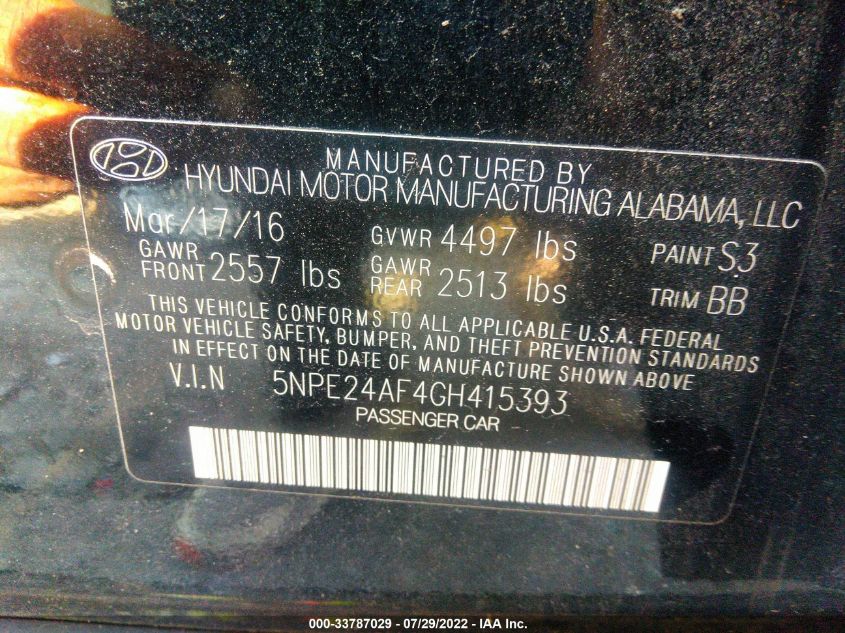 MANUFACTURED BY
HYUNDAI MOTOR MANUFACTURING ALABAMA, LLC
Mar/17/16 GVWR 4497 lbs PAINT S3
GAWR FRONT 2557 lbs GAWR REAR 2513 lbs TRIM BB
THIS VEHICLE CONFORMS TO ALL APPLICABLE U.S.A. FEDERAL
MOTOR VEHICLE SAFETY, BUMPER, AND THEFT PREVENTION STANDARDS
IN EFFECT ON THE DATE OF MANUFACTURE SHOWN ABOVE
V.I.N 5NPE24AF4GH415393
PASSENGER CAR
000-33787029 - 07/29/2022 - IAA Inc.